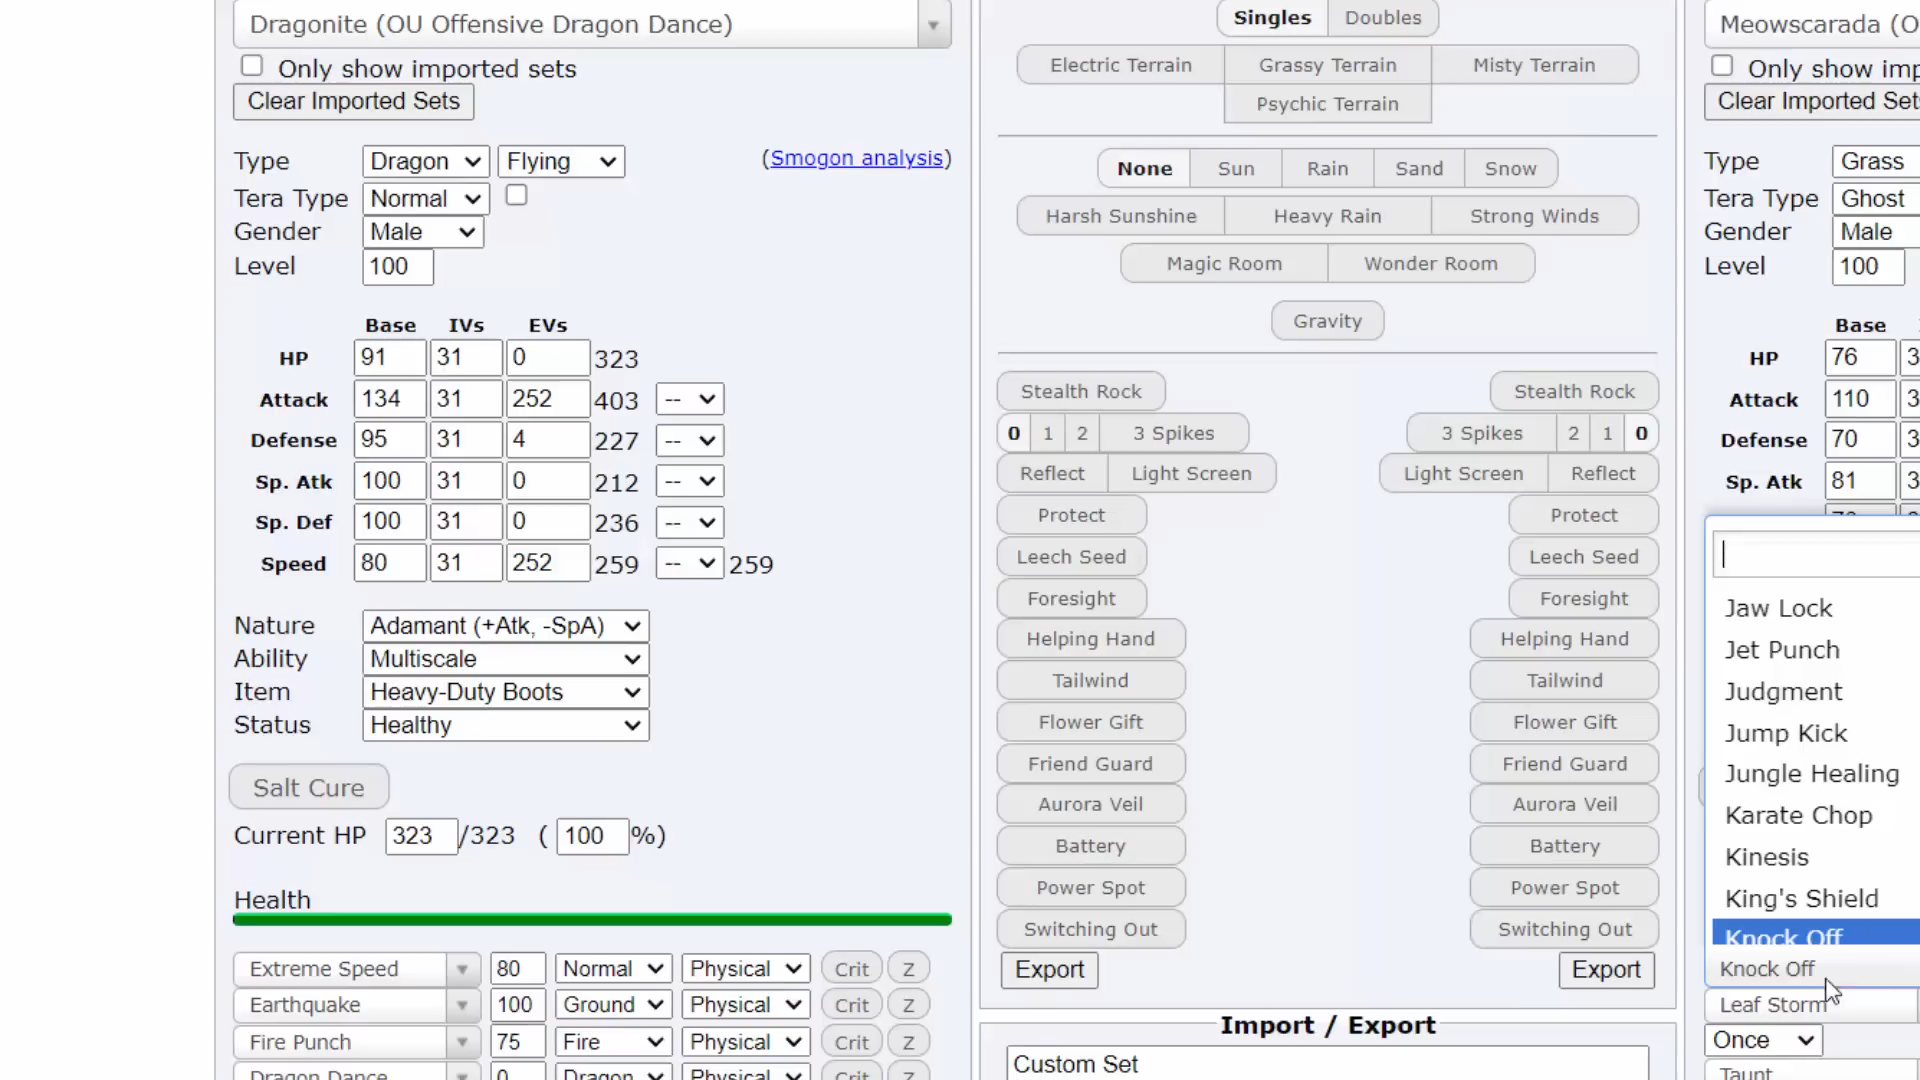 Dragonite (OU Offensive Dragon Dance)
Only show imported sets
Clear Imported Sets
Type Dragon Flying (Smogon analysis)
Tera Type Normal
Gender Male
Level 100
Base IVs EVs
HP 91 31 0 323
Attack 134 31 252 403 --
Defense 95 31 4 227 --
Sp. Atk 100 31 0 212 --
Sp. Def 100 31 0 236 --
Speed 80 31 252 259 -- 259
Nature Adamant (+Atk, -SpA)
Ability Multiscale
Item Heavy-Duty Boots
Status Healthy
Salt Cure
Current HP 323 /323 ( 100 %)
Health
Extreme Speed 80 Normal Physical Crit Z
Earthquake 100 Ground Physical Crit Z
Fire Punch 75 Fire Physical Crit Z
Dragon Dance 0 Dragon Physical Crit Z
Singles Doubles
Electric Terrain Grassy Terrain Misty Terrain
Psychic Terrain
None Sun Rain Sand Snow
Harsh Sunshine Heavy Rain Strong Winds
Magic Room Wonder Room
Gravity
Stealth Rock Stealth Rock
0 1 2 3 Spikes 3 Spikes 2 1 0
Reflect Light Screen Light Screen Reflect
Protect Protect
Leech Seed Leech Seed
Foresight Foresight
Helping Hand Helping Hand
Tailwind Tailwind
Flower Gift Flower Gift
Friend Guard Friend Guard
Aurora Veil Aurora Veil
Battery Battery
Power Spot Power Spot
Switching Out Switching Out
Export Export
Import / Export
Custom Set
Meowscarada (O
Only show imp
Clear Imported Set
Type Grass
Tera Type Ghost
Gender Male
Level 100
Base
HP 76 3
Attack 110 3
Defense 70 3
Sp. Atk 81 3
Jaw Lock
Jet Punch
Judgment
Jump Kick
Jungle Healing
Karate Chop
Kinesis
King's Shield
Knock Off
Knock Off
Leaf Storm
Once
Taunt